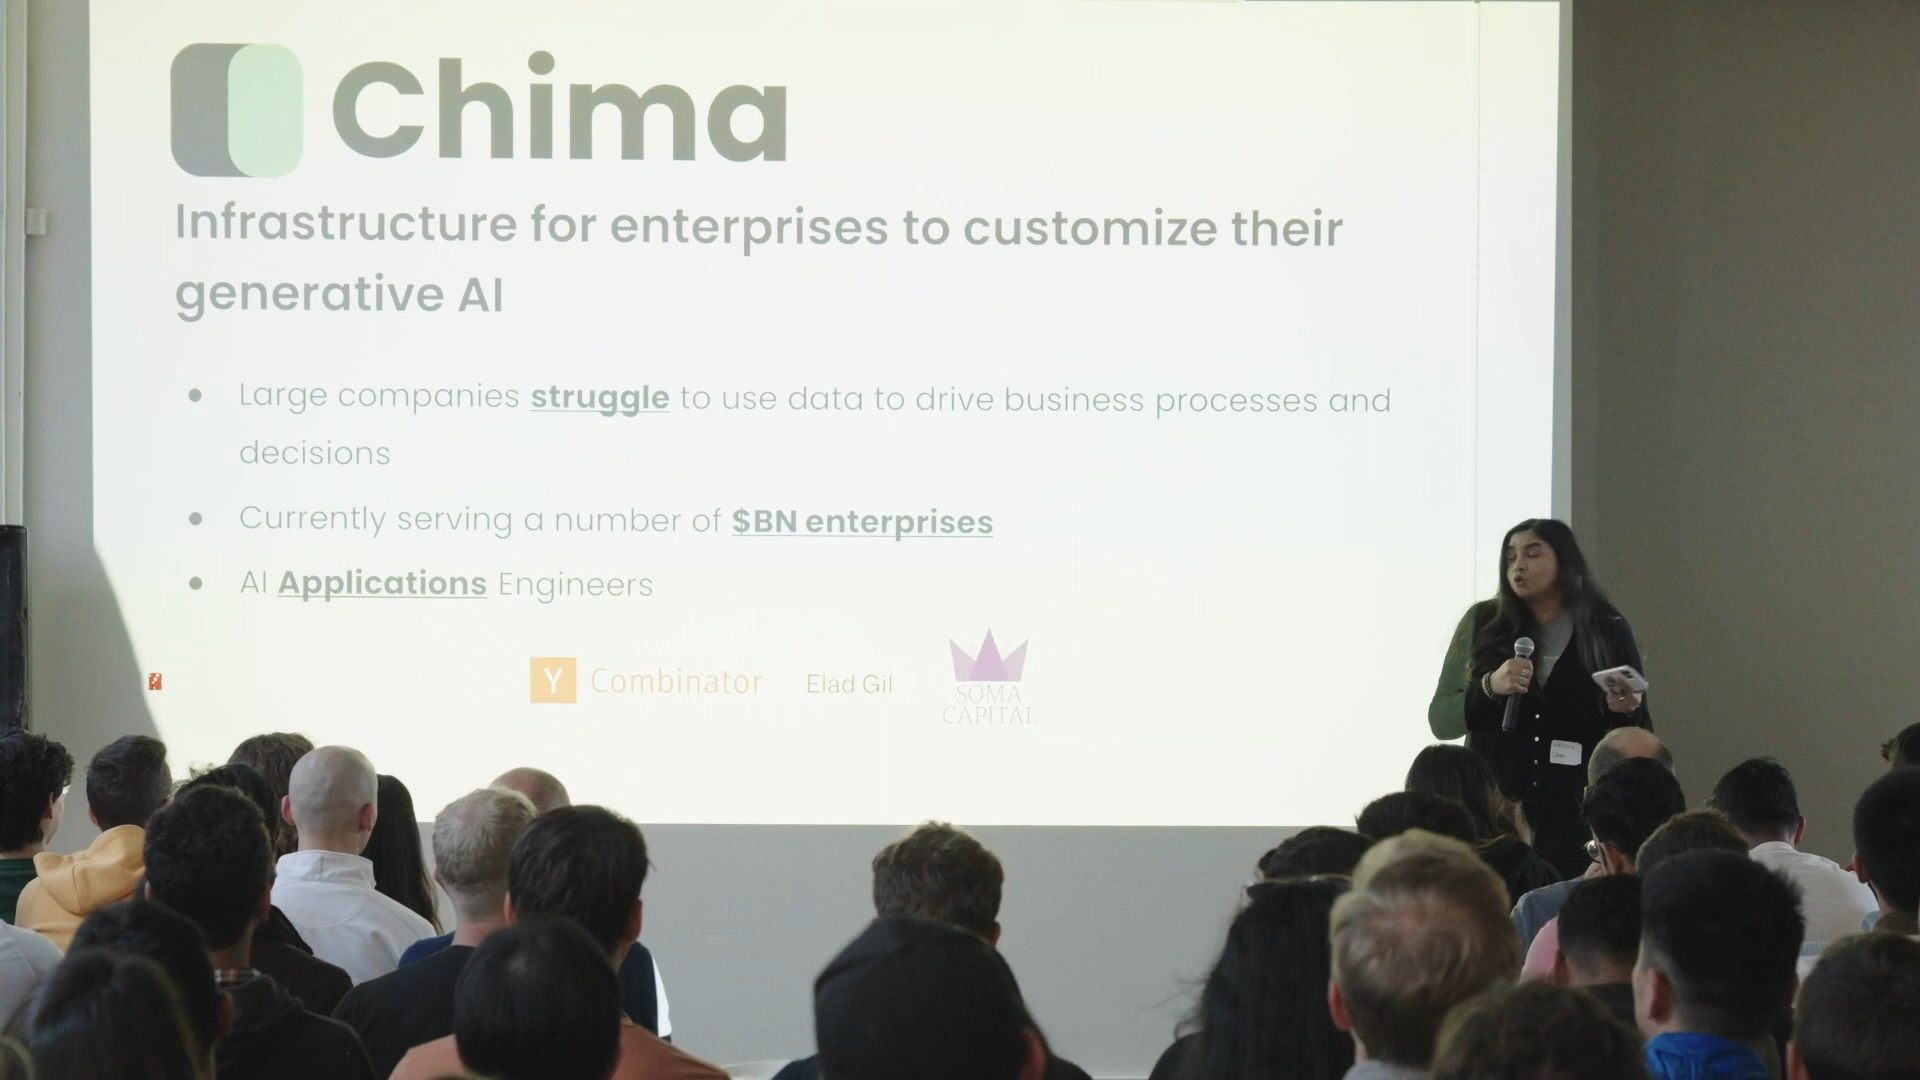 Chima
Infrastructure for enterprises to customize their
generative AI
● Large companies struggle to use data to drive business processes and
decisions
● Currently serving a number of $BN enterprises
● AI Applications Engineers
Y Combinator
Elad Gil
SOMA
CAPITAL